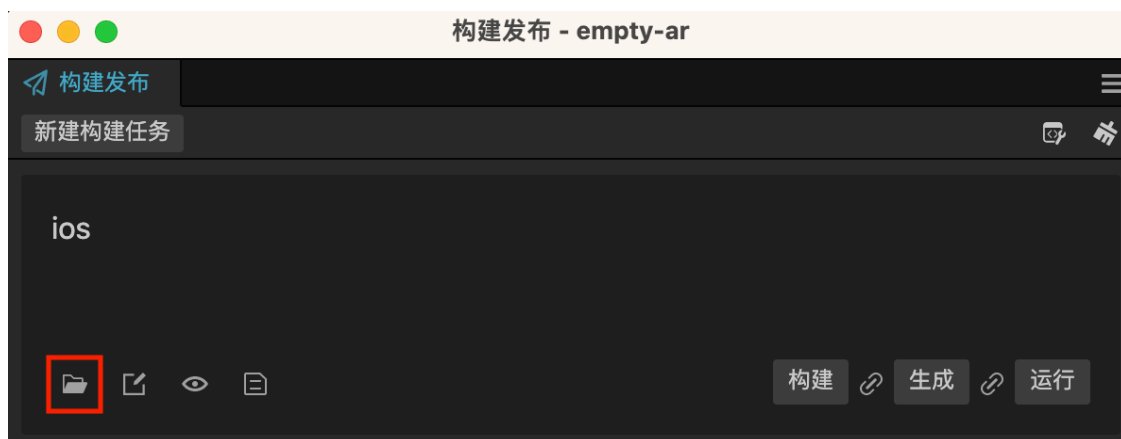 构建发布 - empty-ar
构建发布
新建构建任务
ios
构建 生成 运行